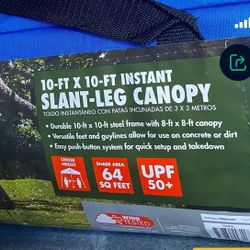 10-FT X 10-FT INSTANT
SLANT-LEG CANOPY
TOLDO INSTANTÁNEO CON PATAS INCLINADAS DE 3 X 3 METROS
• Durable 10-ft x 10-ft steel frame with 8-ft x 8-ft canopy
• Versatile feet and guylines allow for use on concrete or dirt
• Easy push-button system for quick setup and takedown
CENTER HEIGHT
SHADE AREA
64
SQ FEET
UPF
50+
WIND
TESTED